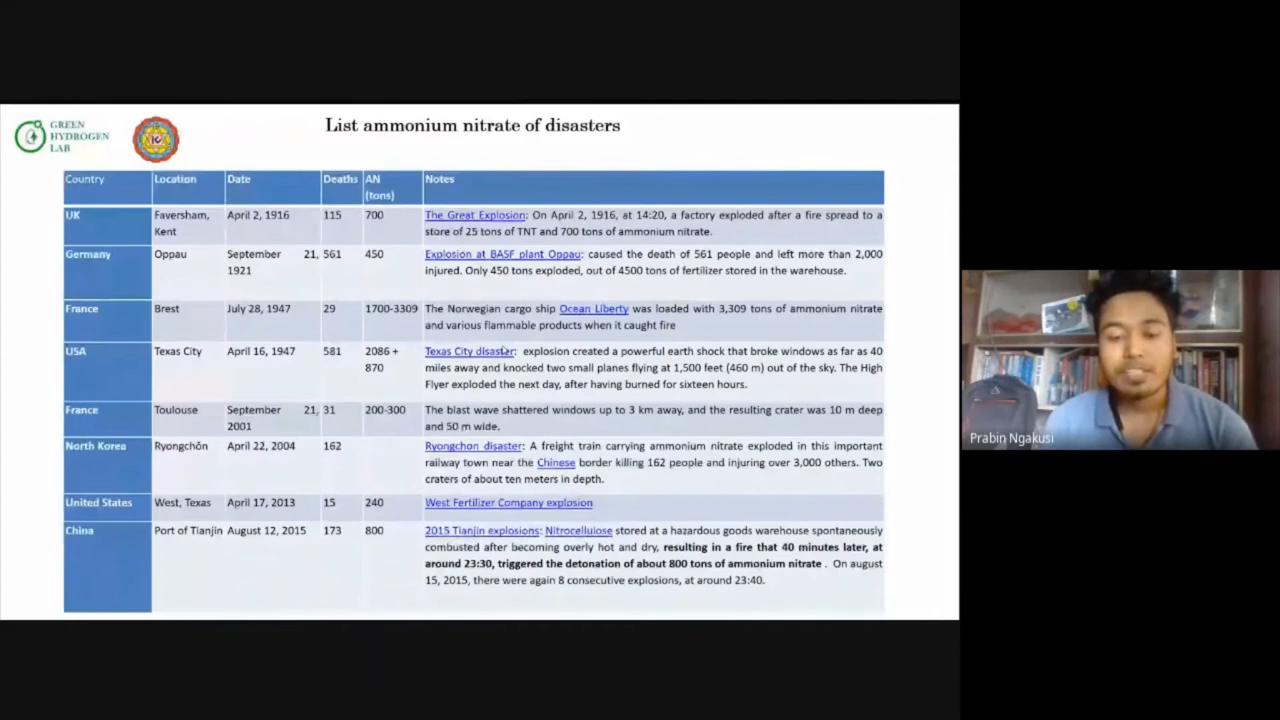 GREEN
HYDROGEN
LAB
List ammonium nitrate of disasters
Country Location Date Deaths AN (tons) Notes
UK Faversham, Kent April 2, 1916 115 700 The Great Explosion: On April 2, 1916, at 14:20, a factory exploded after a fire spread to a
store of 25 tons of TNT and 700 tons of ammonium nitrate.
Germany Oppau September 21, 1921 561 450 Explosion at BASF plant Oppau: caused the death of 561 people and left more than 2,000
injured. Only 450 tons exploded, out of 4500 tons of fertilizer stored in the warehouse.
France Brest July 28, 1947 29 1700-3309 The Norwegian cargo ship Ocean Liberty was loaded with 3,309 tons of ammonium nitrate
and various flammable products when it caught fire
USA Texas City April 16, 1947 581 2086 + 870 Texas City disaster: explosion created a powerful earth shock that broke windows as far as 40
miles away and knocked two small planes flying at 1,500 feet (460 m) out of the sky. The High
Flyer exploded the next day, after having burned for sixteen hours.
France Toulouse September 21, 2001 31 200-300 The blast wave shattered windows up to 3 km away, and the resulting crater was 10 m deep
and 50 m wide.
North Korea Ryongchŏn April 22, 2004 162 Ryongchon disaster: A freight train carrying ammonium nitrate exploded in this important
railway town near the Chinese border killing 162 people and injuring over 3,000 others. Two
craters of about ten meters in depth.
United States West, Texas April 17, 2013 15 240 West Fertilizer Company explosion
China Port of Tianjin August 12, 2015 173 800 2015 Tianjin explosions: Nitrocellulose stored at a hazardous goods warehouse spontaneously
combusted after becoming overly hot and dry, resulting in a fire that 40 minutes later, at
around 23:30, triggered the detonation of about 800 tons of ammonium nitrate . On august
15, 2015, there were again 8 consecutive explosions, at around 23:40.
Prabin Ngakusi